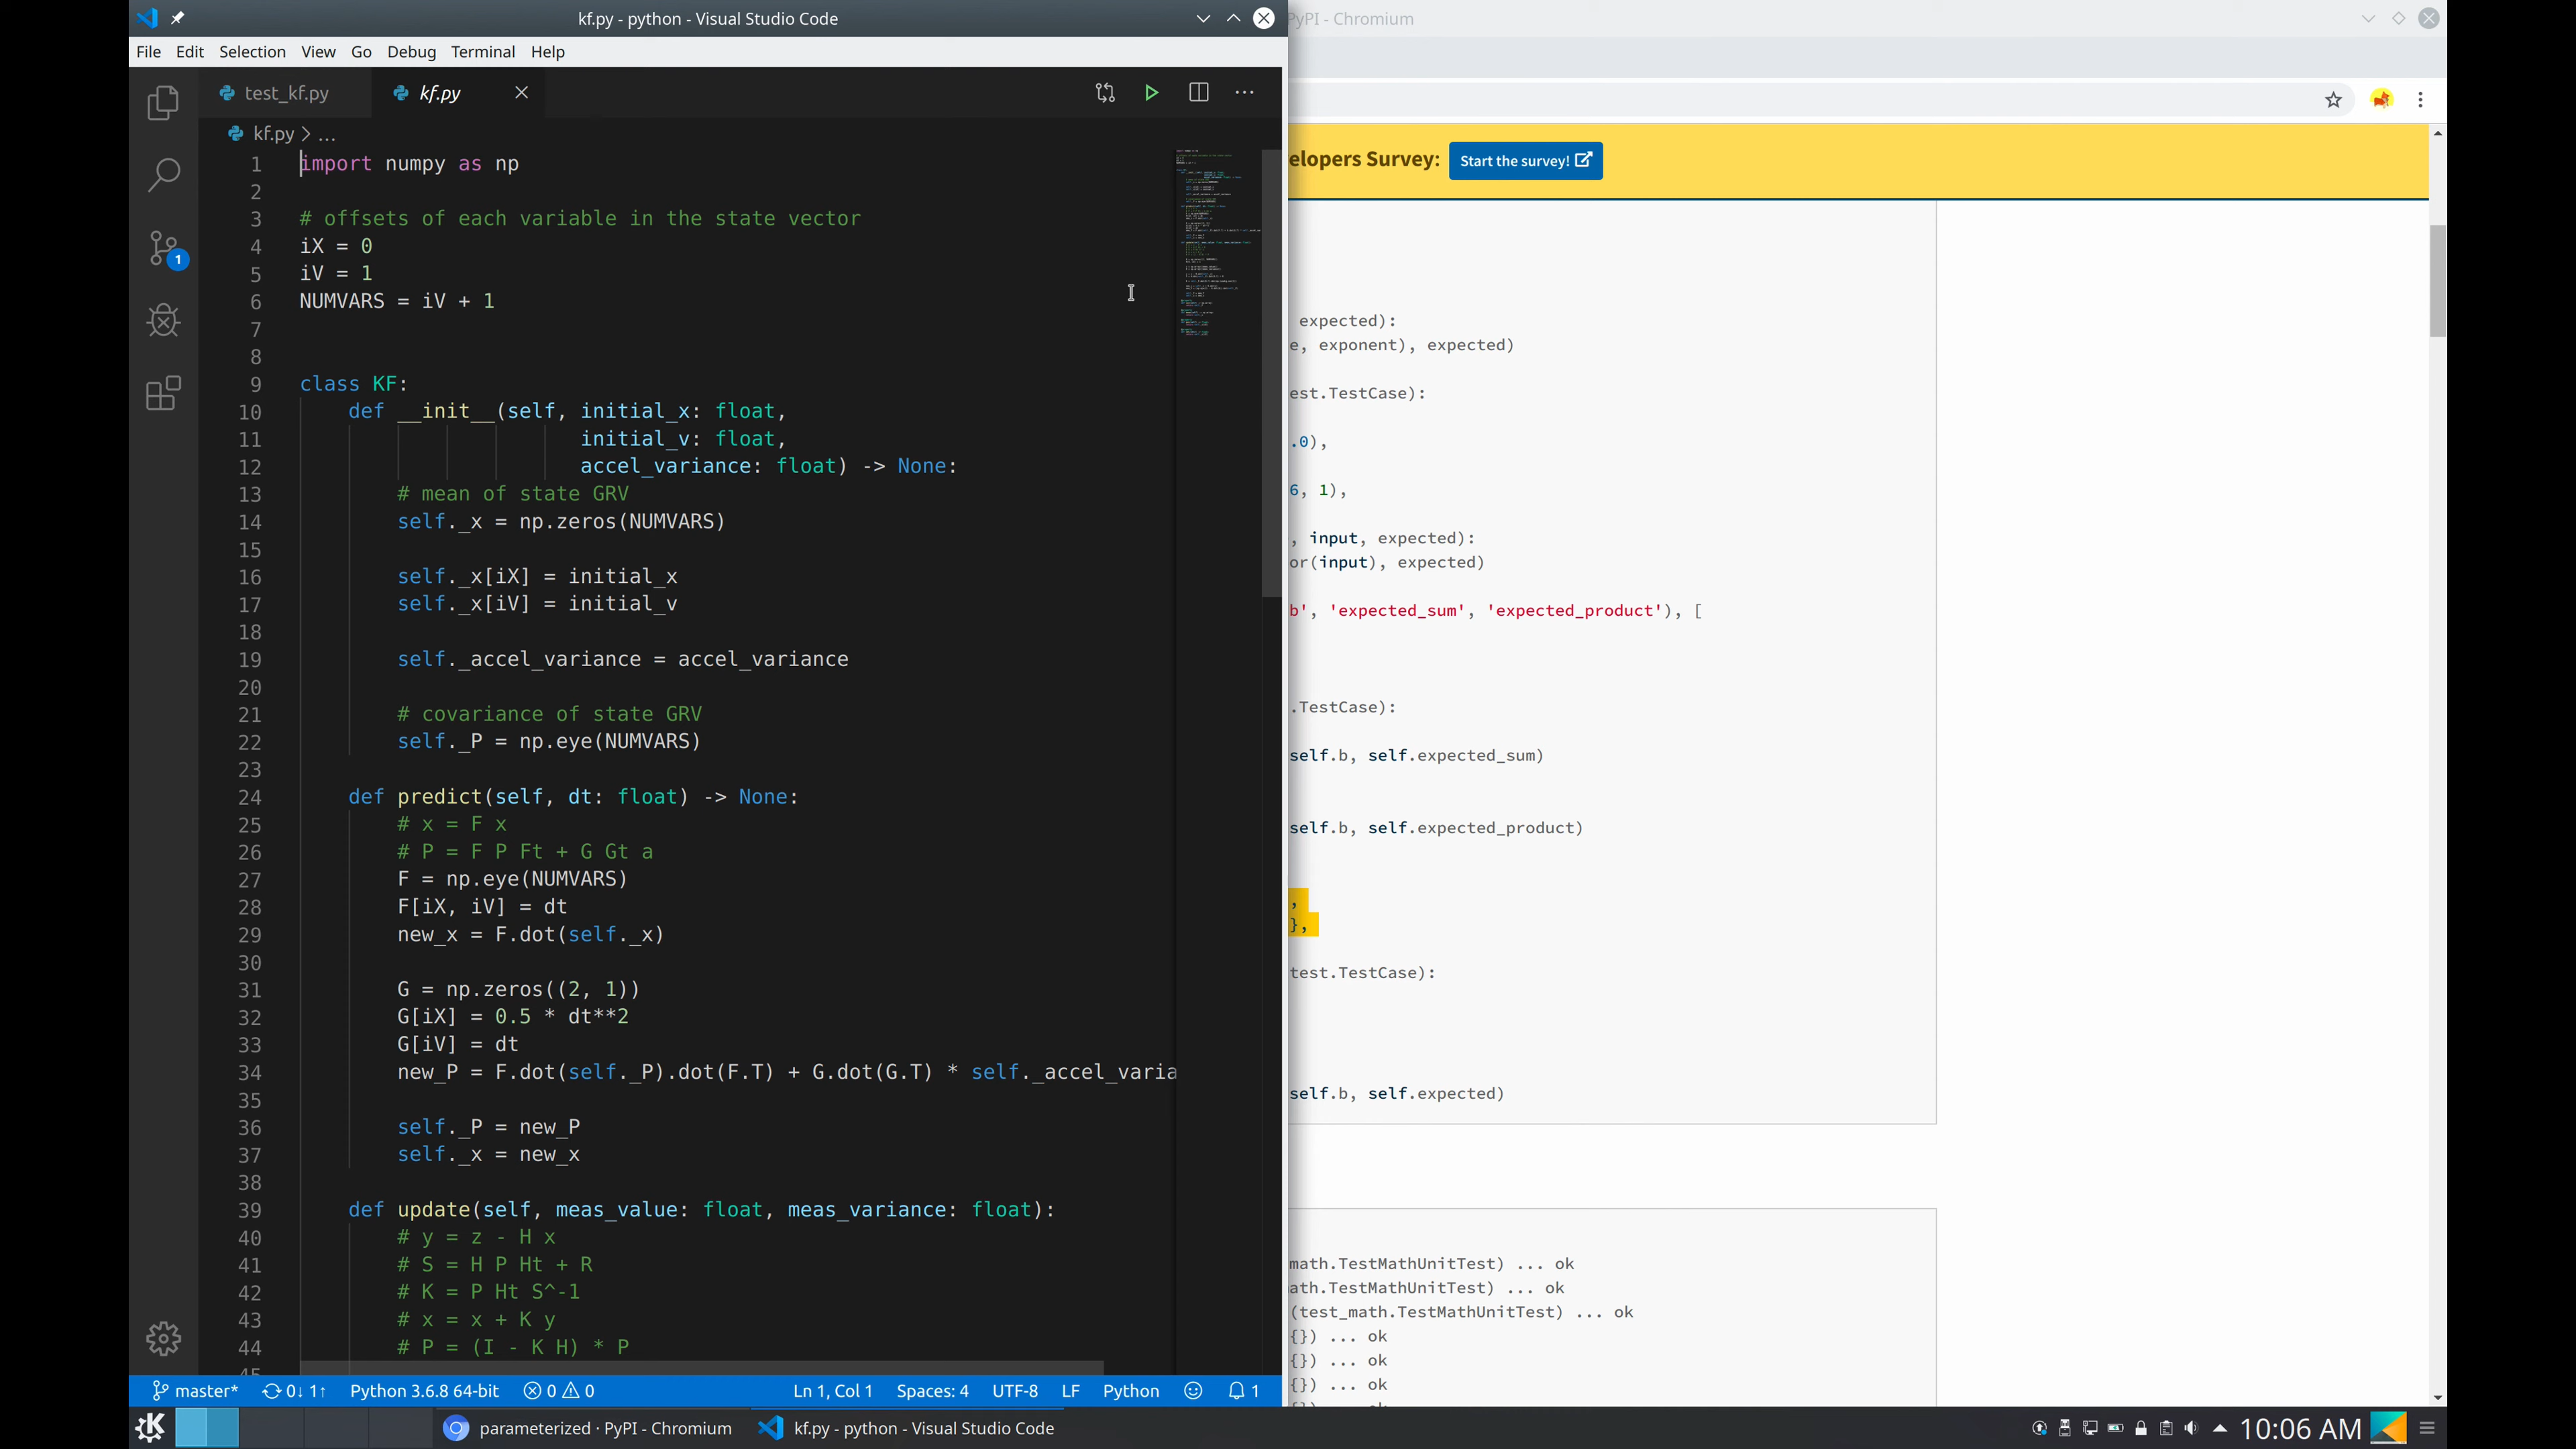 kf.py - python - Visual Studio Code
File Edit Selection View Go Debug Terminal Help
test_kf.py kf.py
kf.py > ...
1 import numpy as np
2
3 # offsets of each variable in the state vector
4 iX = 0
5 iV = 1
6 NUMVARS = iV + 1
7
8
9 class KF:
10 def __init__(self, initial_x: float,
11 initial_v: float,
12 accel_variance: float) -> None:
13 # mean of state GRV
14 self._x = np.zeros(NUMVARS)
15
16 self._x[iX] = initial_x
17 self._x[iV] = initial_v
18
19 self._accel_variance = accel_variance
20
21 # covariance of state GRV
22 self._P = np.eye(NUMVARS)
23
24 def predict(self, dt: float) -> None:
25 # x = F x
26 # P = F P Ft + G Gt a
27 F = np.eye(NUMVARS)
28 F[iX, iV] = dt
29 new_x = F.dot(self._x)
30
31 G = np.zeros((2, 1))
32 G[iX] = 0.5 * dt**2
33 G[iV] = dt
34 new_P = F.dot(self._P).dot(F.T) + G.dot(G.T) * self._accel_varia
35
36 self._P = new_P
37 self._x = new_x
38
39 def update(self, meas_value: float, meas_variance: float):
40 # y = z - H x
41 # S = H P Ht + R
42 # K = P Ht S^-1
43 # x = x + K y
44 # P = (I - K H) * P
1
master* 0↓ 1↑ Python 3.6.8 64-bit 0 0 Ln 1, Col 1 Spaces: 4 UTF-8 LF Python 1
PyPI - Chromium
elopers Survey: Start the survey!
expected):
e, exponent), expected)
est.TestCase):
.0),
6, 1),
, input, expected):
or(input), expected)
b', 'expected_sum', 'expected_product'), [
.TestCase):
self.b, self.expected_sum)
self.b, self.expected_product)
,
},
test.TestCase):
self.b, self.expected)
math.TestMathUnitTest) ... ok
ath.TestMathUnitTest) ... ok
(test_math.TestMathUnitTest) ... ok
{}) ... ok
{}) ... ok
{}) ... ok
parameterized · PyPI - Chromium kf.py - python - Visual Studio Code 10:06 AM